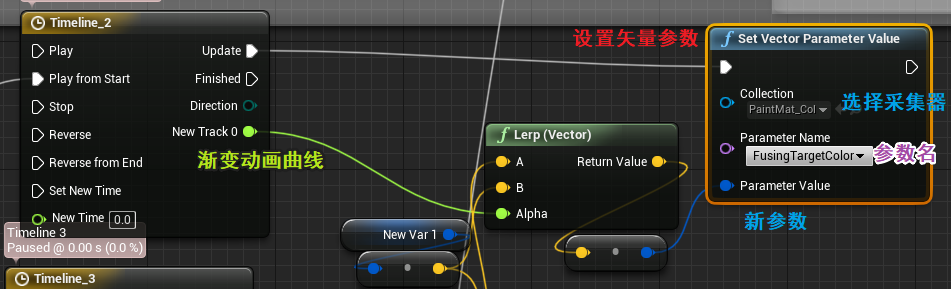 Timeline_2
Play
Update
Play from Start
Finished
Stop
Direction
Reverse
New Track 0
Reverse from End
渐变动画曲线
Set New Time
New Time
0.0
Timeline 3
Paused @ 0.00 s (0.0 %)
Timeline_3
New Var 1
Lerp (Vector)
A
Return Value
B
Alpha
设置矢量参数
Set Vector Parameter Value
Collection
PaintMat_Col
选择采集器
Parameter Name
FusingTargetColor
参数名
Parameter Value
新参数